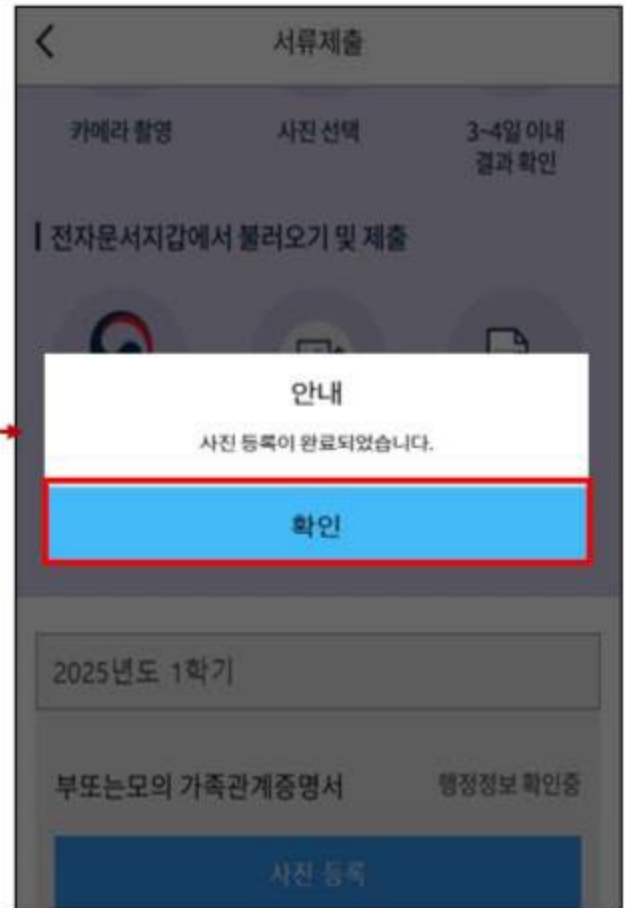 서류제출
카메라 촬영 사진 선택 3~4일 이내
결과 확인
전자문서지갑에서 불러오기 및 제출
안내
사진 등록이 완료되었습니다.
확인
2025년도 1학기
부또는모의 가족관계증명서 행정정보 확인중
사진 등록